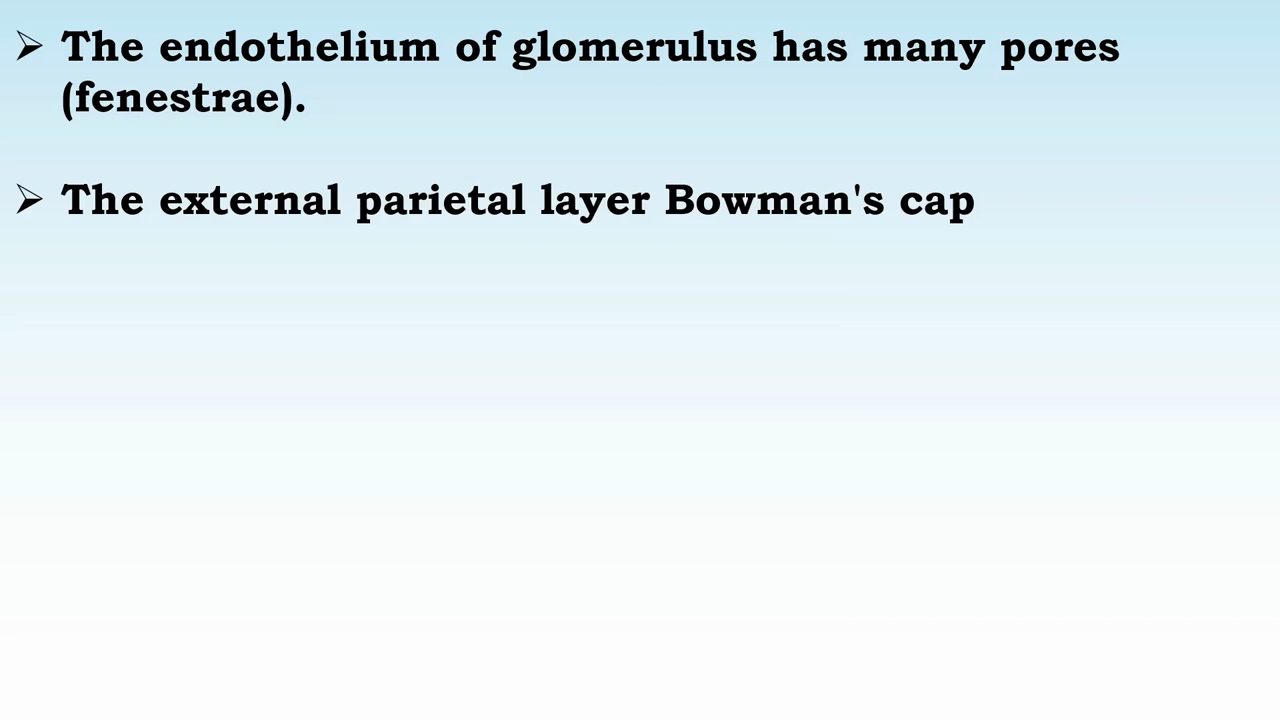 ➢ The endothelium of glomerulus has many pores
(fenestrae).
➢ The external parietal layer Bowman's cap